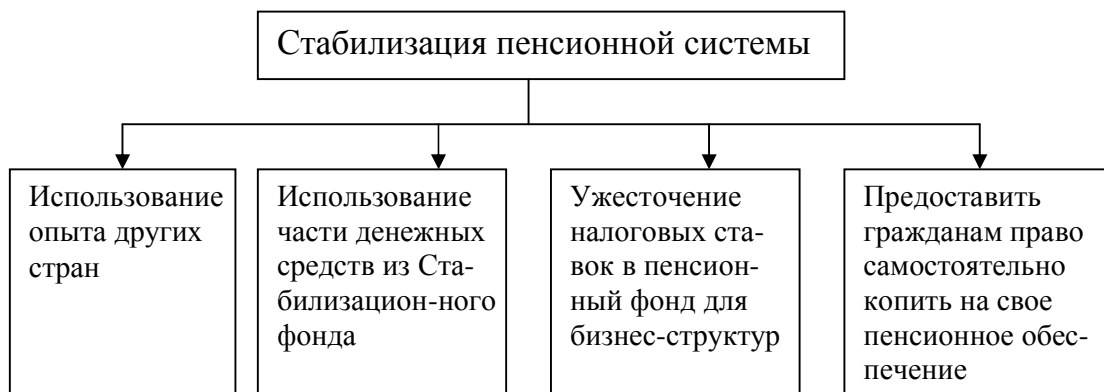 Стабилизация пенсионной системы
Использование
опыта других
стран
Использование
части денежных
средств из Ста-
билизацион-ного
фонда
Ужесточение
налоговых ста-
вок в пенсион-
ный фонд для
бизнес-структур
Предоставить
гражданам право
самостоятельно
копить на свое
пенсионное обес-
печение